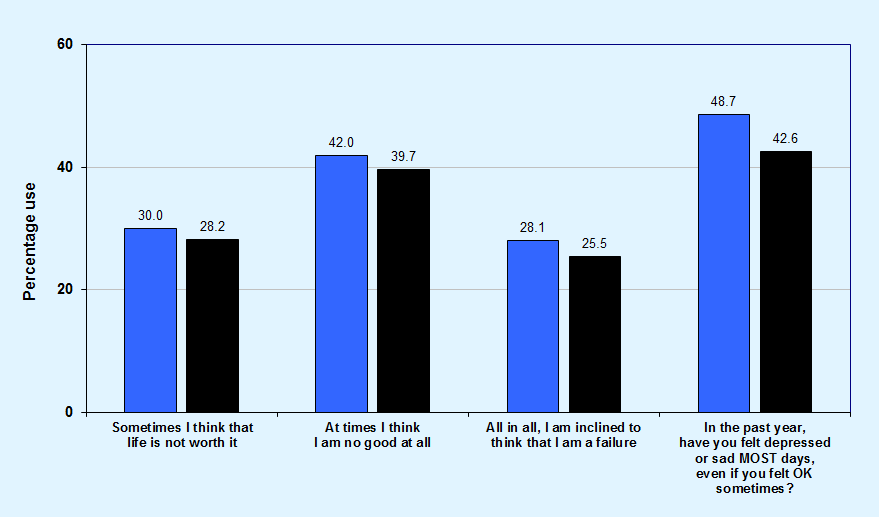 60
40
20
0
Percentage use
30.0
28.2
42.0
39.7
28.1
25.5
48.7
42.6
Sometimes I think that
life is not worth it
At times I think
I am no good at all
All in all, I am inclined to
think that I am a failure
In the past year,
have you felt depressed
or sad MOST days,
even if you felt OK
sometimes?